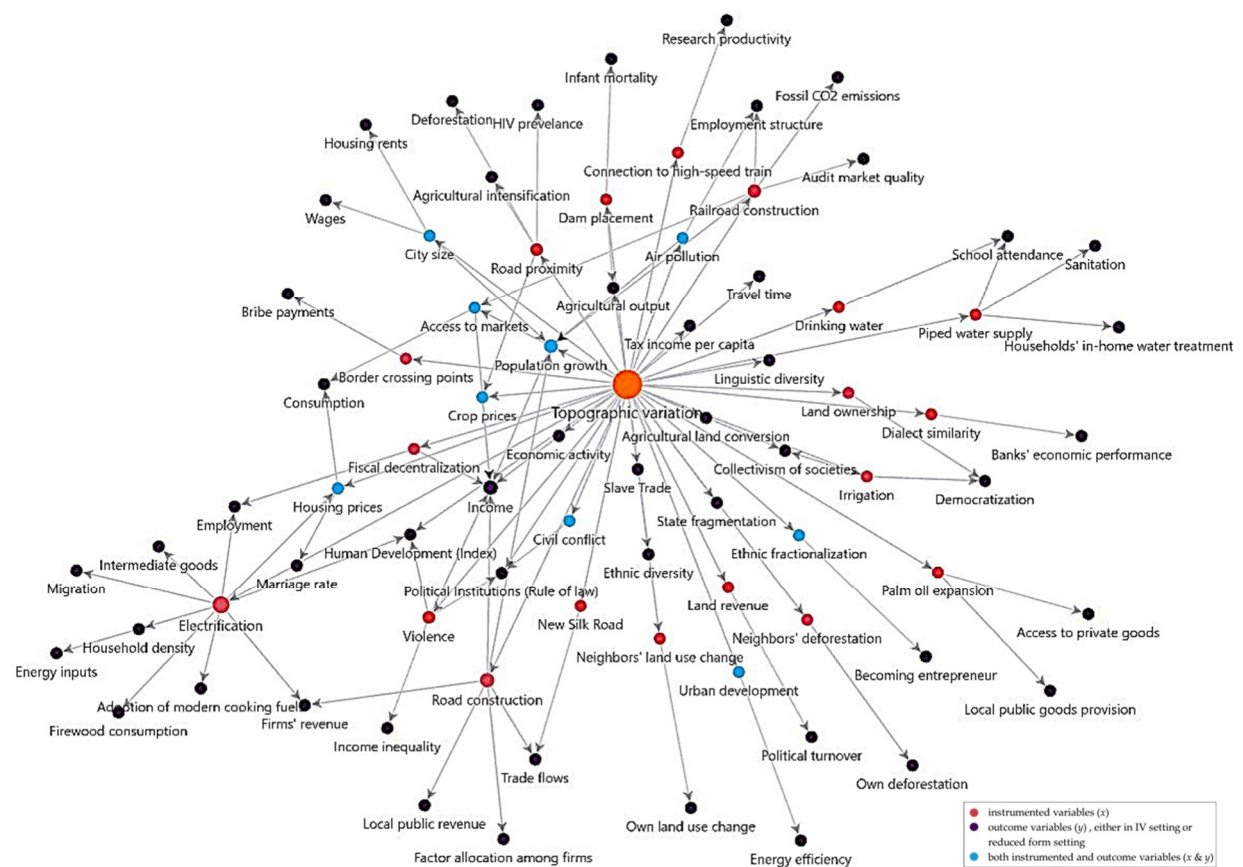 Research productivity
Infant mortality
Fossil CO2 emissions
Deforestation
HIV prevelance
Employment structure
Housing rents
Connection to high-speed train
Audit market quality
Agricultural intensification
Wages
Dam placement
Railroad construction
City size
Road proximity
Air pollution
School attendance
Sanitation
Agricultural output
Travel time
Bribe payments
Access to markets
Drinking water
Piped water supply
Tax income per capita
Households' in-home water treatment
Population growth
Border crossing points
Linguistic diversity
Consumption
Crop prices
Topographic variation
Land ownership
Dialect similarity
Agricultural land conversion
Economic activity
Banks' economic performance
Fiscal decentralization
Collectivism of societies
Slave Trade
Irrigation
Democratization
Housing prices
Income
Employment
State fragmentation
Civil conflict
Human Development (Index)
Ethnic fractionalization
Intermediate goods
Marriage rate
Ethnic diversity
Migration
Political Institutions (Rule of law)
Palm oil expansion
Land revenue
Electrification
New Silk Road
Access to private goods
Violence
Neighbors' deforestation
Household density
Neighbors' land use change
Energy inputs
Becoming entrepreneur
Urban development
Road construction
Adoption of modern cooking fuels
Local public goods provision
Firewood consumption
Firms' revenue
Income inequality
Political turnover
Trade flows
Own deforestation
Local public revenue
Own land use change
Factor allocation among firms
Energy efficiency
instrumented variables (x)
outcome variables (y) , either in IV setting or
reduced form setting
both instrumented and outcome variables (x & y)